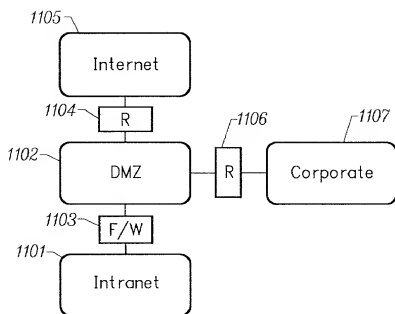 1105
Internet
1104
R
1106
1107
1102
DMZ
R
Corporate
1103
F/W
1101
Intranet